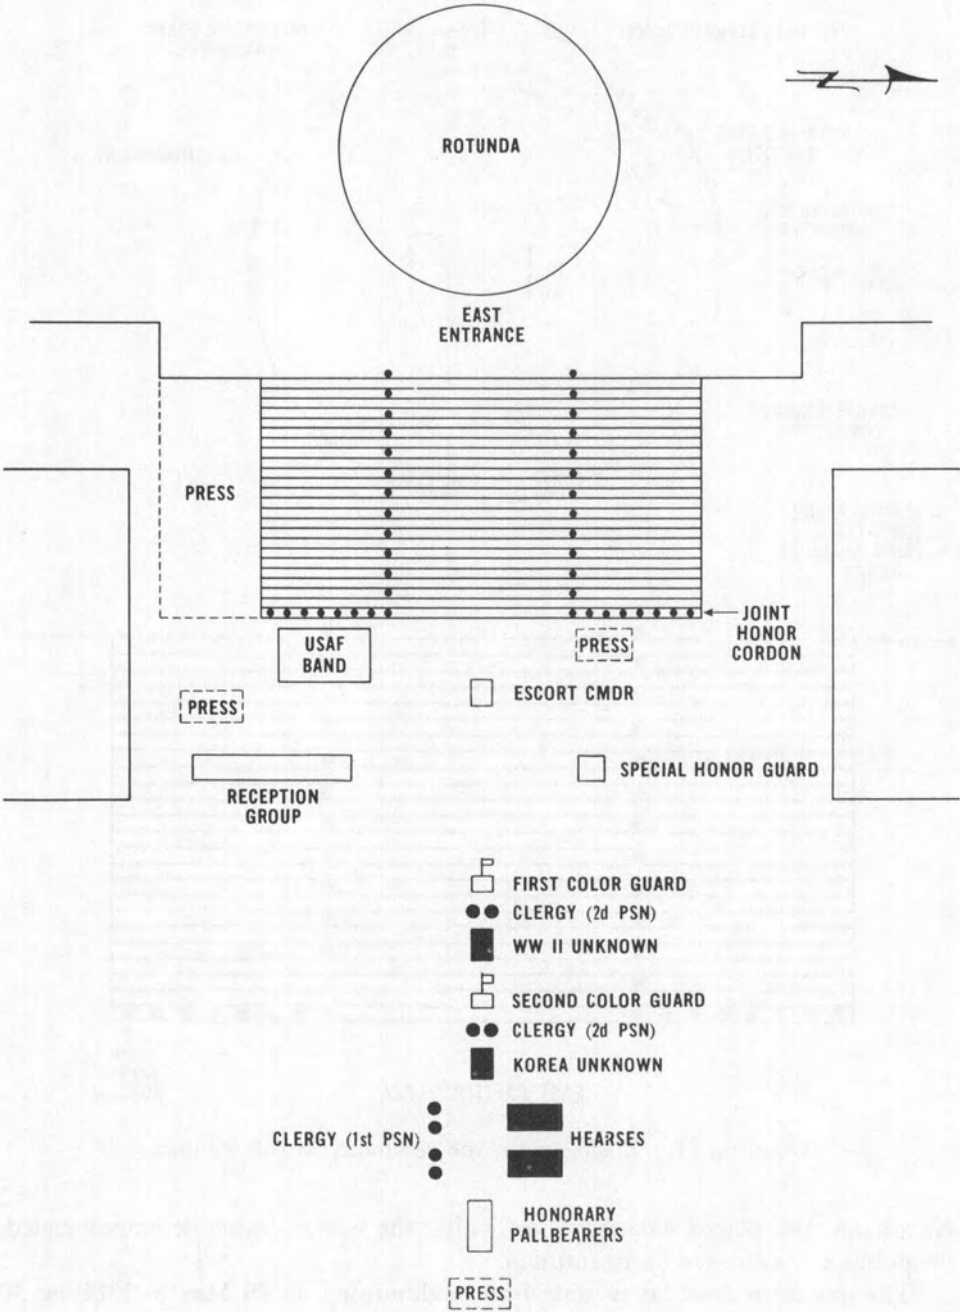 ROTUNDA
EAST
ENTRANCE
PRESS
JOINT
HONOR
CORDON
USAF
BAND
PRESS
ESCORT CMDR
PRESS
SPECIAL HONOR GUARD
RECEPTION
GROUP
FIRST COLOR GUARD
CLERGY (2d PSN)
WW II UNKNOWN
SECOND COLOR GUARD
CLERGY (2d PSN)
KOREA UNKNOWN
CLERGY (1st PSN)
HEARSES
HONORARY
PALLBEARERS
PRESS